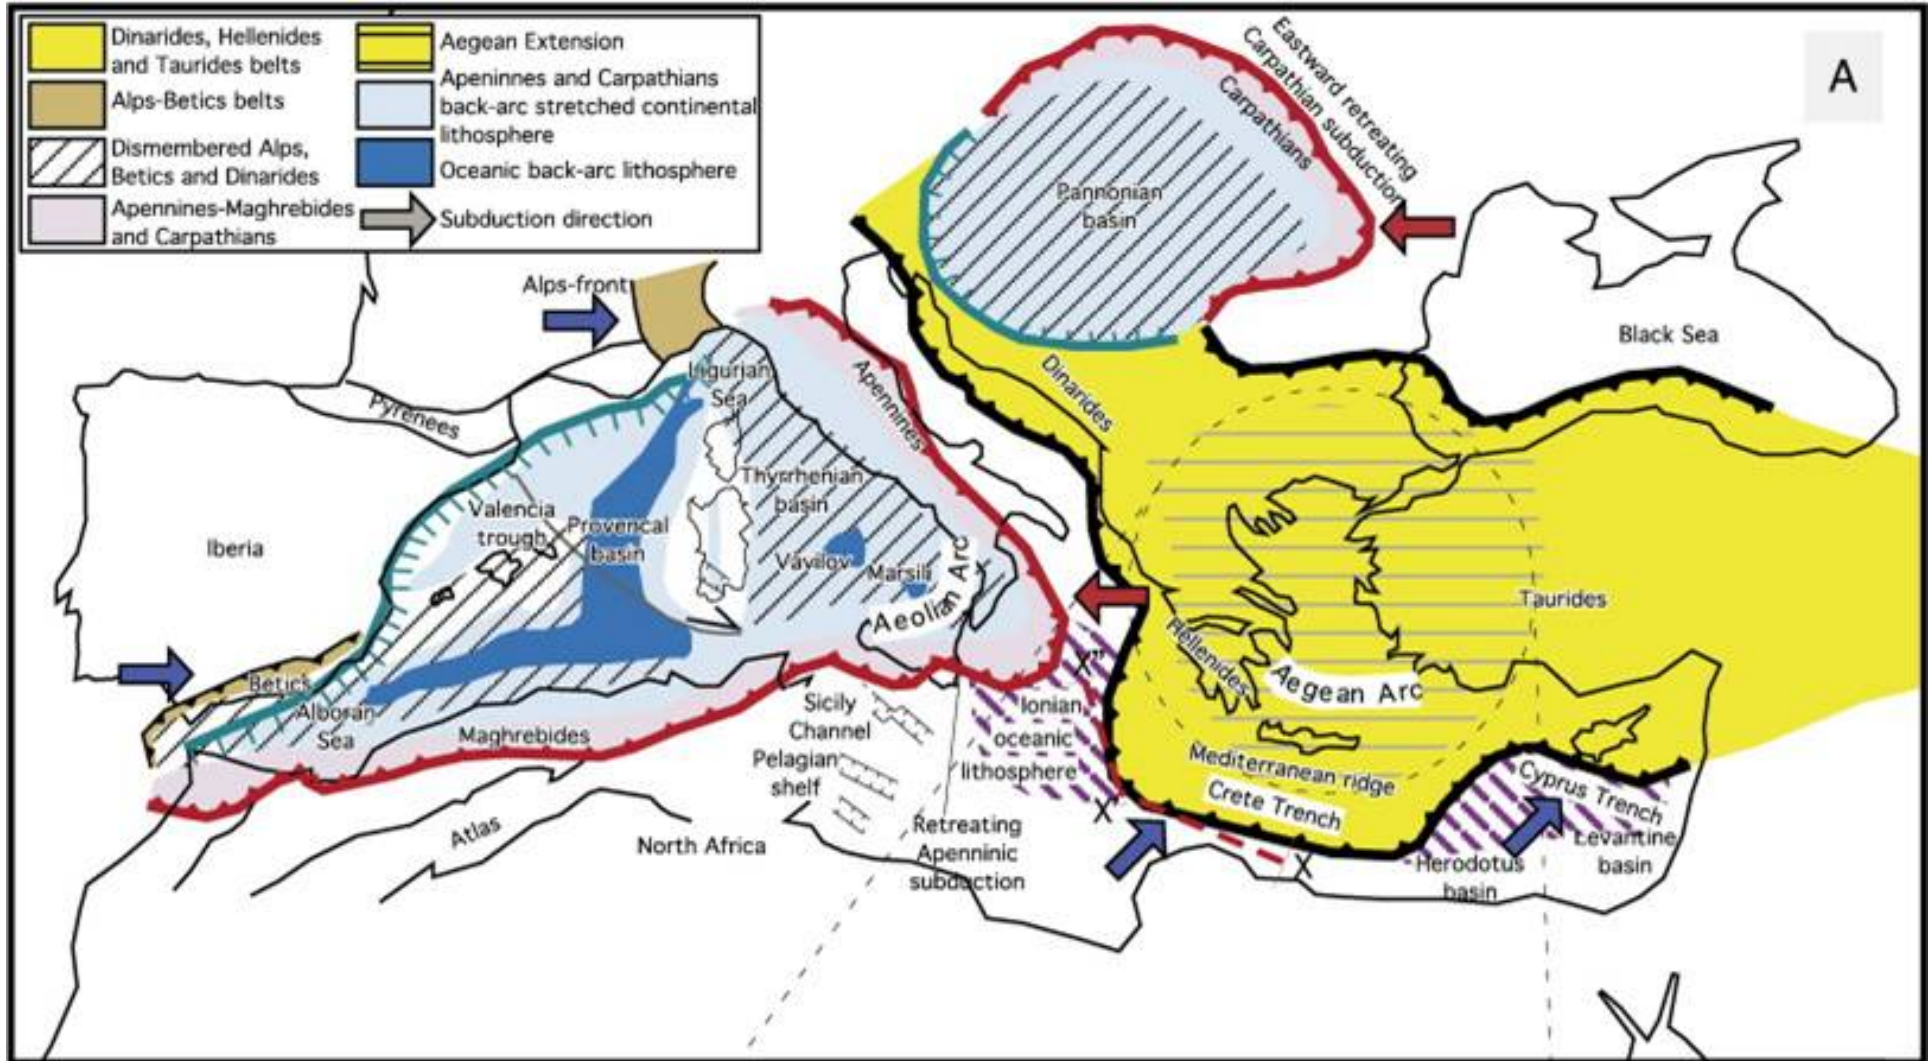 Dinarides, Hellenides
and Taurides belts
Alps-Betics belts
Dismembered Alps,
Betics and Dinarides
Apennines-Maghrebides
and Carpathians
Aegean Extension
Apeninnes and Carpathians
back-arc stretched continental
lithosphere
Oceanic back-arc lithosphere
Subduction direction
A
Eastward retreating
Carpathian subduction
Carpathians
Pannonian
basin
Black Sea
Alps-front
Ligurian
Sea
Apennines
Dinarides
Pyrenees
Iberia
Valencia
trough
Provencal
basin
Thyrrhenian
basin
Vavilov
Marsili
Aeolian Arc
Taurides
Hellenides
Aegean Arc
Betics
Alboran
Sea
Maghrebides
Sicily
Channel
Pelagian
shelf
X"
Ionian
oceanic
lithosphere
X'
Mediterranean ridge
Crete Trench
Cyprus Trench
Levantine
basin
Herodotus
basin
X
Atlas
North Africa
Retreating
Apenninic
subduction